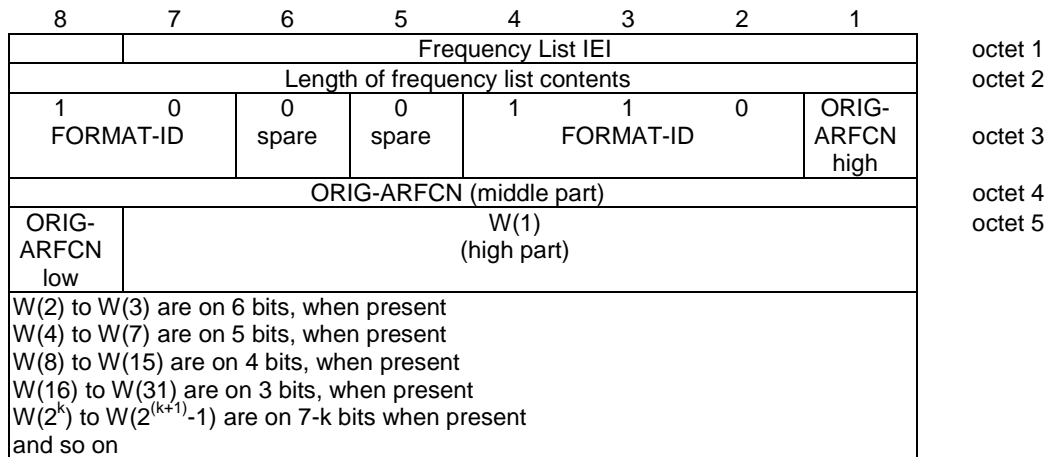 8 7 6 5 4 3 2 1
Frequency List IEI octet 1
Length of frequency list contents octet 2
1 0 0 0 1 1 0 ORIG-
FORMAT-ID spare spare FORMAT-ID ARFCN octet 3
high
ORIG-ARFCN (middle part) octet 4
ORIG- W(1) octet 5
ARFCN (high part)
low
W(2) to W(3) are on 6 bits, when present
W(4) to W(7) are on 5 bits, when present
W(8) to W(15) are on 4 bits, when present
W(16) to W(31) are on 3 bits, when present
W(2^k) to W(2^(k+1)-1) are on 7-k bits when present
and so on